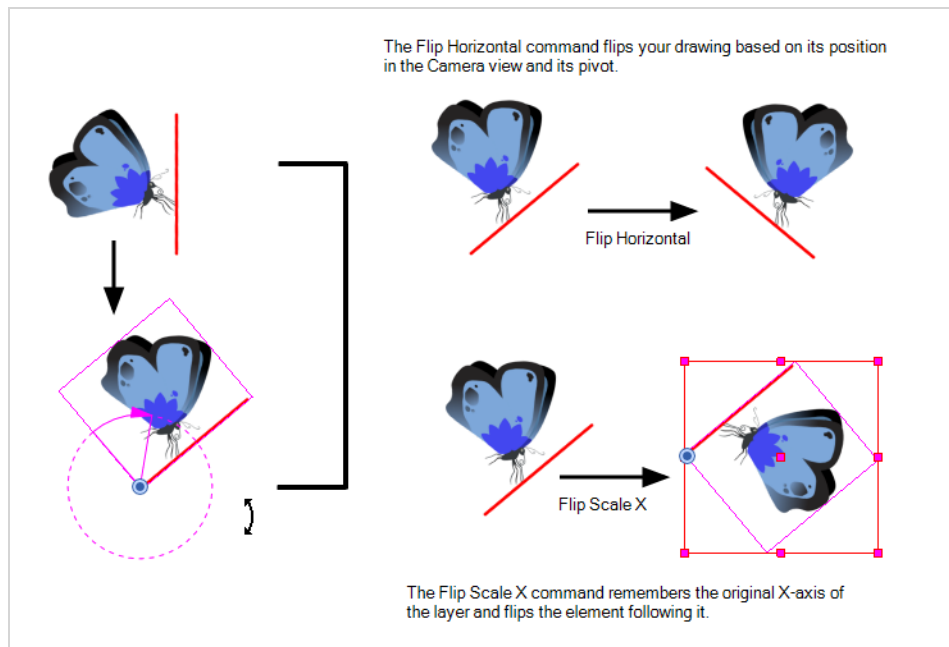 The Flip Horizontal command flips your drawing based on its position
in the Camera view and its pivot.
Flip Horizontal
Flip Scale X
The Flip Scale X command remembers the original X-axis of
the layer and flips the element following it.